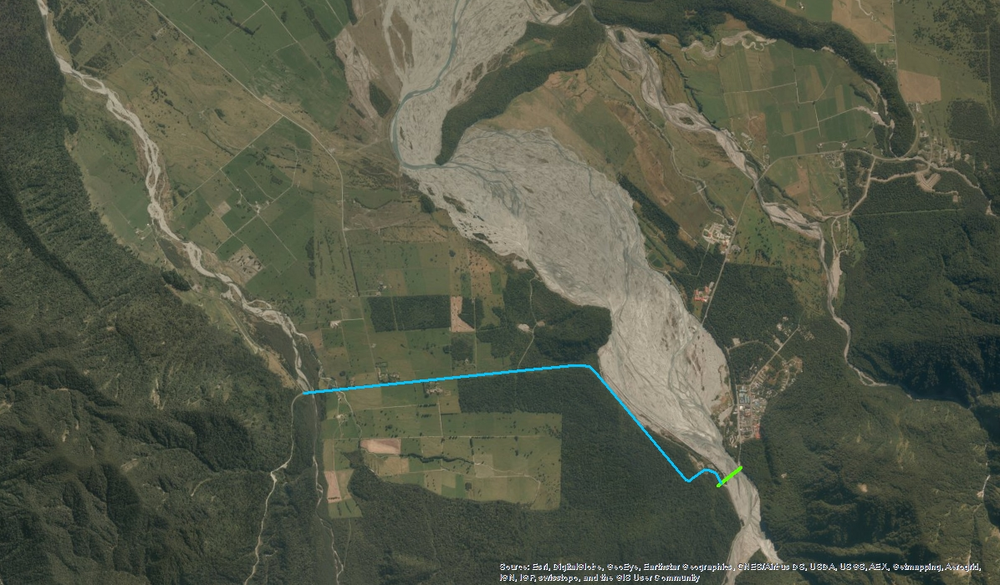 Source: Esri, DigitalGlobe, GeoEye, Earthstar Geographics, CNES/Airbus DS, USDA, USGS, AEX, Getmapping, Aerogrid,
IGN, IGP, swisstopo, and the GIS User Community